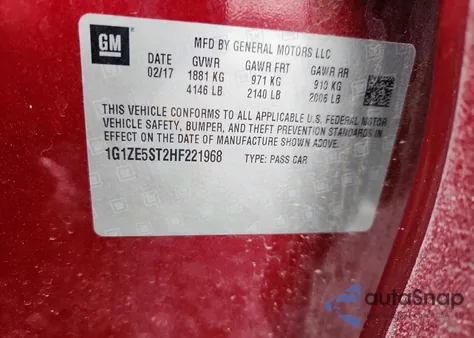 GM
MFD BY GENERAL MOTORS LLC
DATE GVWR GAWR FRT GAWR RR
02/17 1881 KG 971 KG 910 KG
4146 LB 2140 LB 2006 LB
THIS VEHICLE CONFORMS TO ALL APPLICABLE U.S. FEDERAL MOTOR
VEHICLE SAFETY, BUMPER, AND THEFT PREVENTION STANDARDS IN
EFFECT ON THE DATE OF MANUFACTURE SHOWN ABOVE.
1G1ZE5ST2HF221968 TYPE: PASS CAR
autoSnap